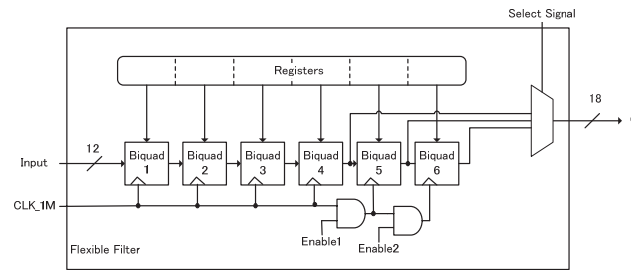 Select Signal
Registers
12
18
Input
Biquad
1
Biquad
2
Biquad
3
Biquad
4
Biquad
5
Biquad
6
CLK_1M
Enable1
Enable2
Flexible Filter